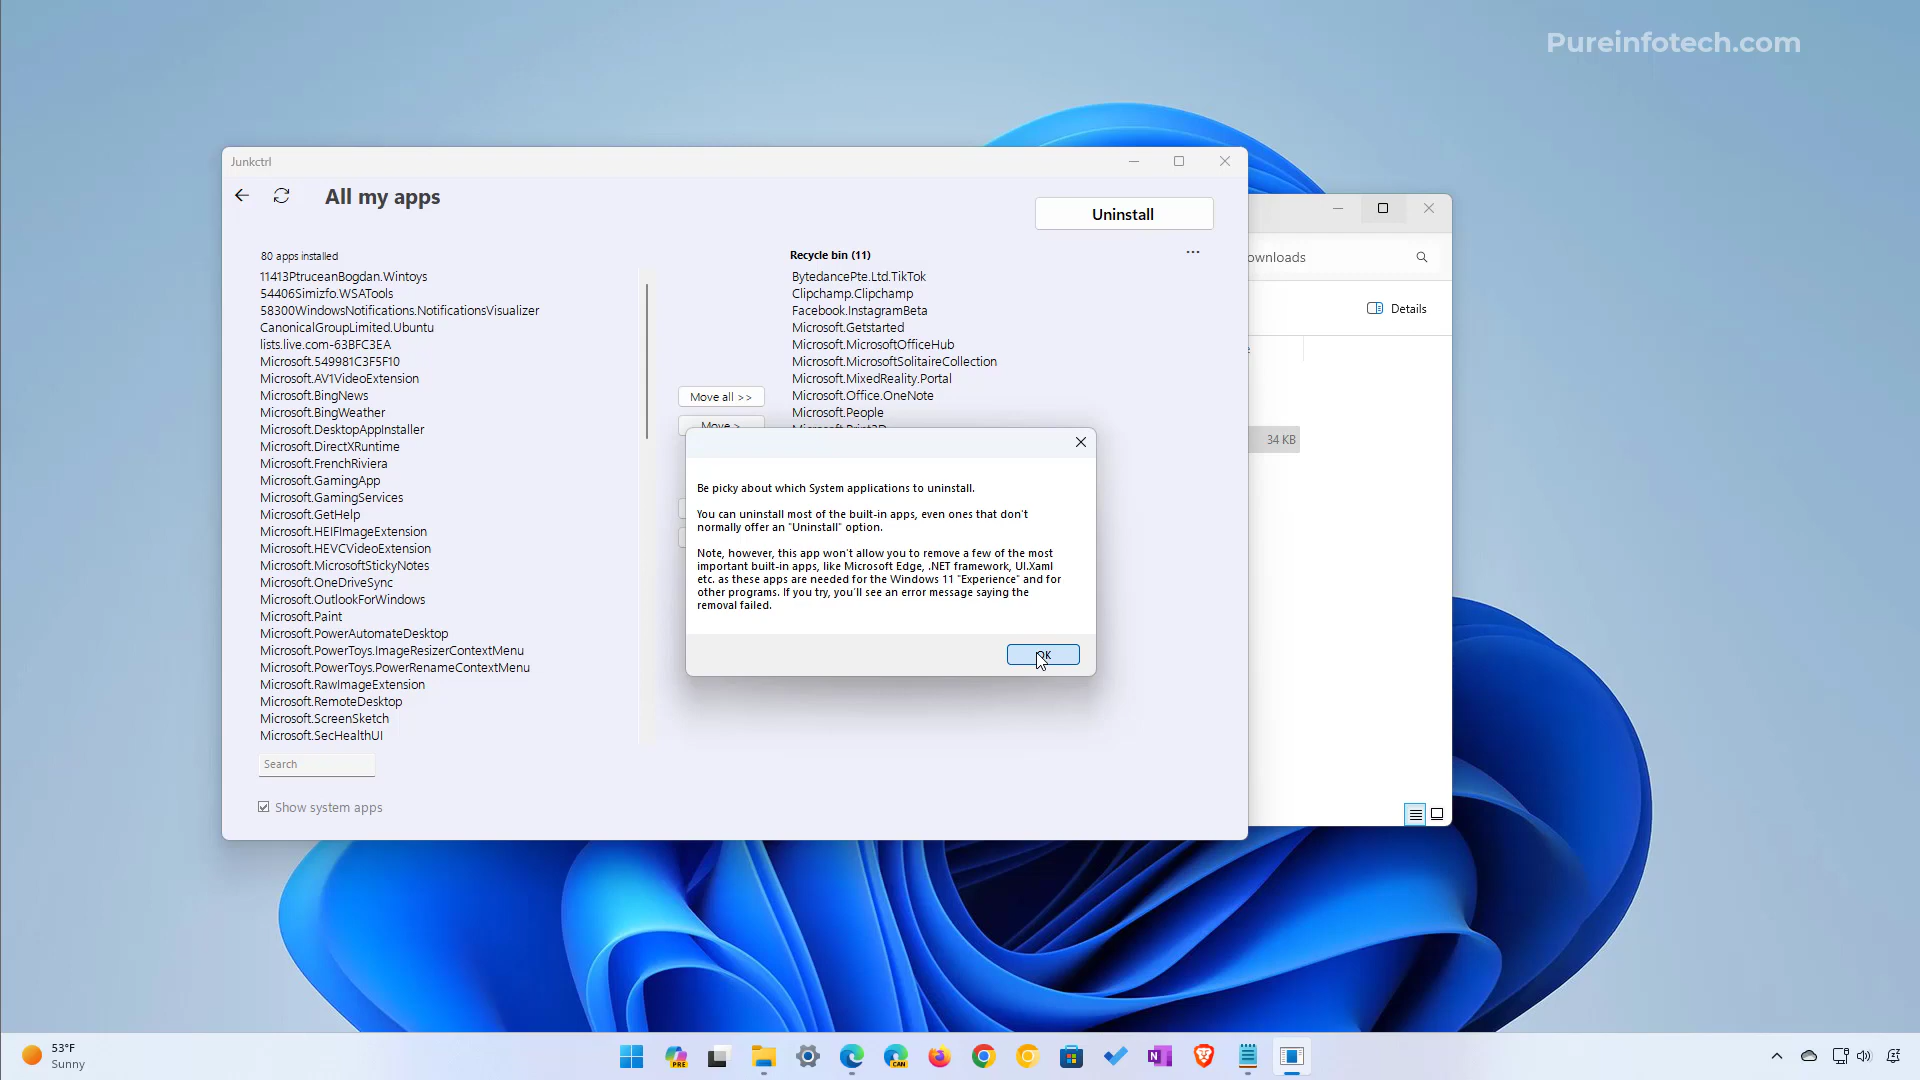 Pureinfotech.com
Junkctrl
All my apps
Uninstall
80 apps installed
11413PtruceanBogdan.Wintoys
54406Simizfo.WSATools
58300WindowsNotifications.NotificationsVisualizer
CanonicalGroupLimited.Ubuntu
lists.live.com-63BFC3EA
Microsoft.549981C3F5F10
Microsoft.AV1VideoExtension
Microsoft.BingNews
Microsoft.BingWeather
Microsoft.DesktopAppInstaller
Microsoft.DirectXRuntime
Microsoft.FrenchRiviera
Microsoft.GamingApp
Microsoft.GamingServices
Microsoft.GetHelp
Microsoft.HEIFImageExtension
Microsoft.HEVCVideoExtension
Microsoft.MicrosoftStickyNotes
Microsoft.OneDriveSync
Microsoft.OutlookForWindows
Microsoft.Paint
Microsoft.PowerAutomateDesktop
Microsoft.PowerToys.ImageResizerContextMenu
Microsoft.PowerToys.PowerRenameContextMenu
Microsoft.RawImageExtension
Microsoft.RemoteDesktop
Microsoft.ScreenSketch
Microsoft.SecHealthUI
Search
Show system apps
Move all >>
Move >
Recycle bin (11)
...
BytedancePte.Ltd.TikTok
Clipchamp.Clipchamp
Facebook.InstagramBeta
Microsoft.Getstarted
Microsoft.MicrosoftOfficeHub
Microsoft.MicrosoftSolitaireCollection
Microsoft.MixedReality.Portal
Microsoft.Office.OneNote
Microsoft.People
Microsoft.Print3D
Be picky about which System applications to uninstall.
You can uninstall most of the built-in apps, even ones that don't
normally offer an "Uninstall" option.
Note, however, this app won't allow you to remove a few of the most
important built-in apps, like Microsoft Edge, .NET framework, UI.Xaml
etc. as these apps are needed for the Windows 11 "Experience" and for
other programs. If you try, you'll see an error message saying the
removal failed.
OK
ownloads
Details
34 KB
53°F
Sunny
PRE
CAN